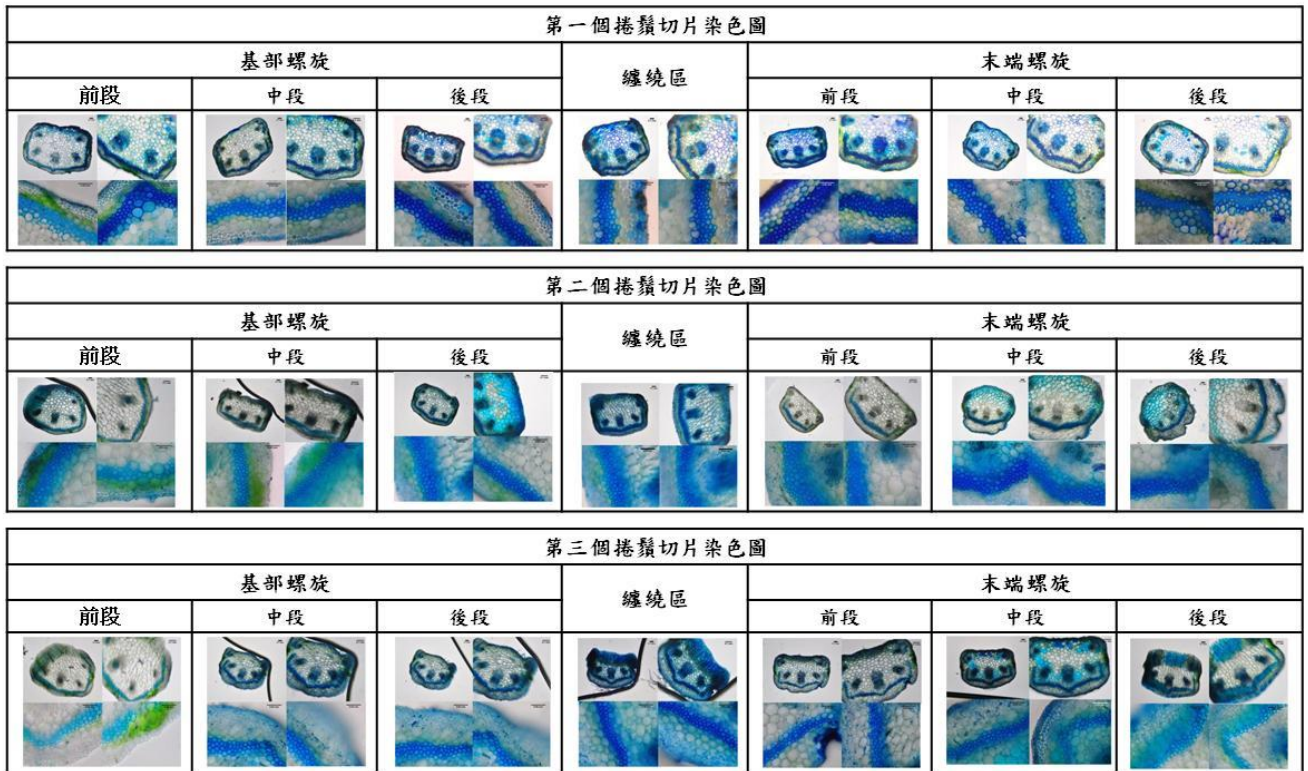 第一個捲鬚切片染色圖
基部螺旋 纏繞區 末端螺旋
前段 中段 後段 前段 中段 後段
第二個捲鬚切片染色圖
基部螺旋 纏繞區 末端螺旋
前段 中段 後段 前段 中段 後段
第三個捲鬚切片染色圖
基部螺旋 纏繞區 末端螺旋
前段 中段 後段 前段 中段 後段